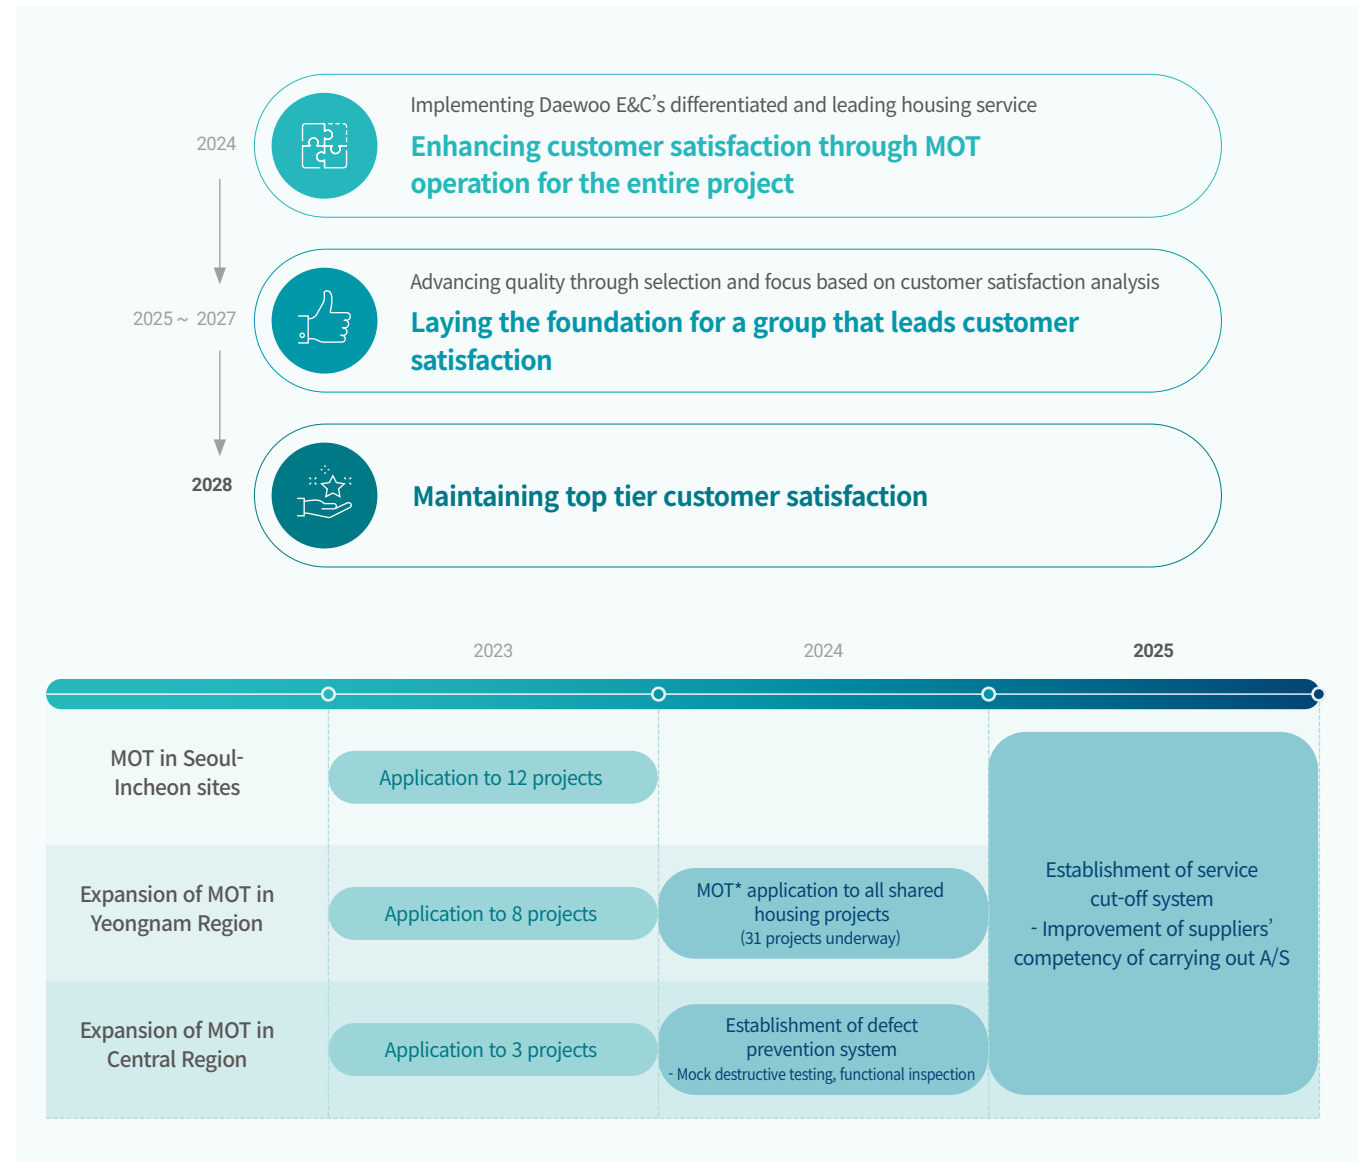 2024
Implementing Daewoo E&C’s differentiated and leading housing service
Enhancing customer satisfaction through MOT
operation for the entire project
2025 ~ 2027
Advancing quality through selection and focus based on customer satisfaction analysis
Laying the foundation for a group that leads customer
satisfaction
2028
Maintaining top tier customer satisfaction
2023
2024
2025
MOT in Seoul-
Incheon sites
Application to 12 projects
Expansion of MOT in
Yeongnam Region
Application to 8 projects
MOT* application to all shared
housing projects
(31 projects underway)
Expansion of MOT in
Central Region
Application to 3 projects
Establishment of defect
prevention system
- Mock destructive testing, functional inspection
Establishment of service
cut-off system
- Improvement of suppliers’
competency of carrying out A/S